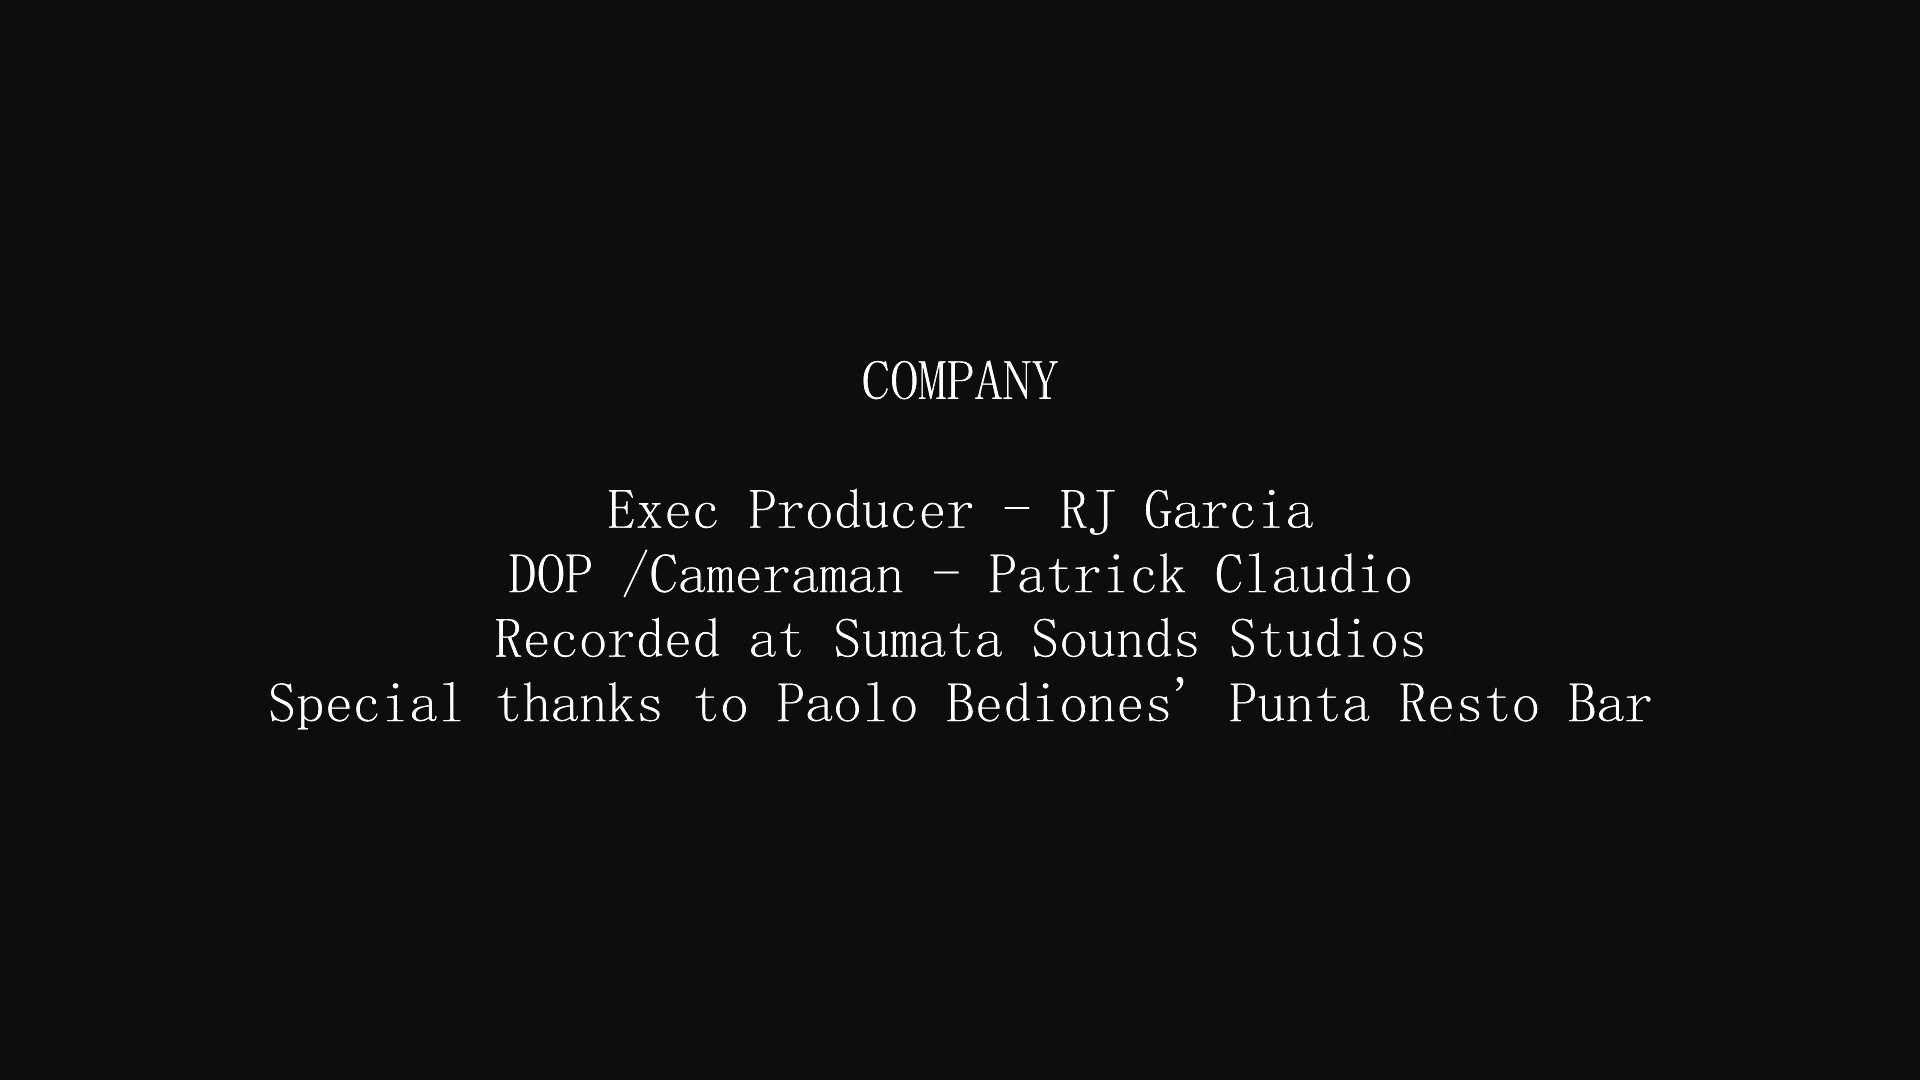 COMPANY
Exec Producer – RJ Garcia
DOP /Cameraman – Patrick Claudio
Recorded at Sumata Sounds Studios
Special thanks to Paolo Bediones’ Punta Resto Bar